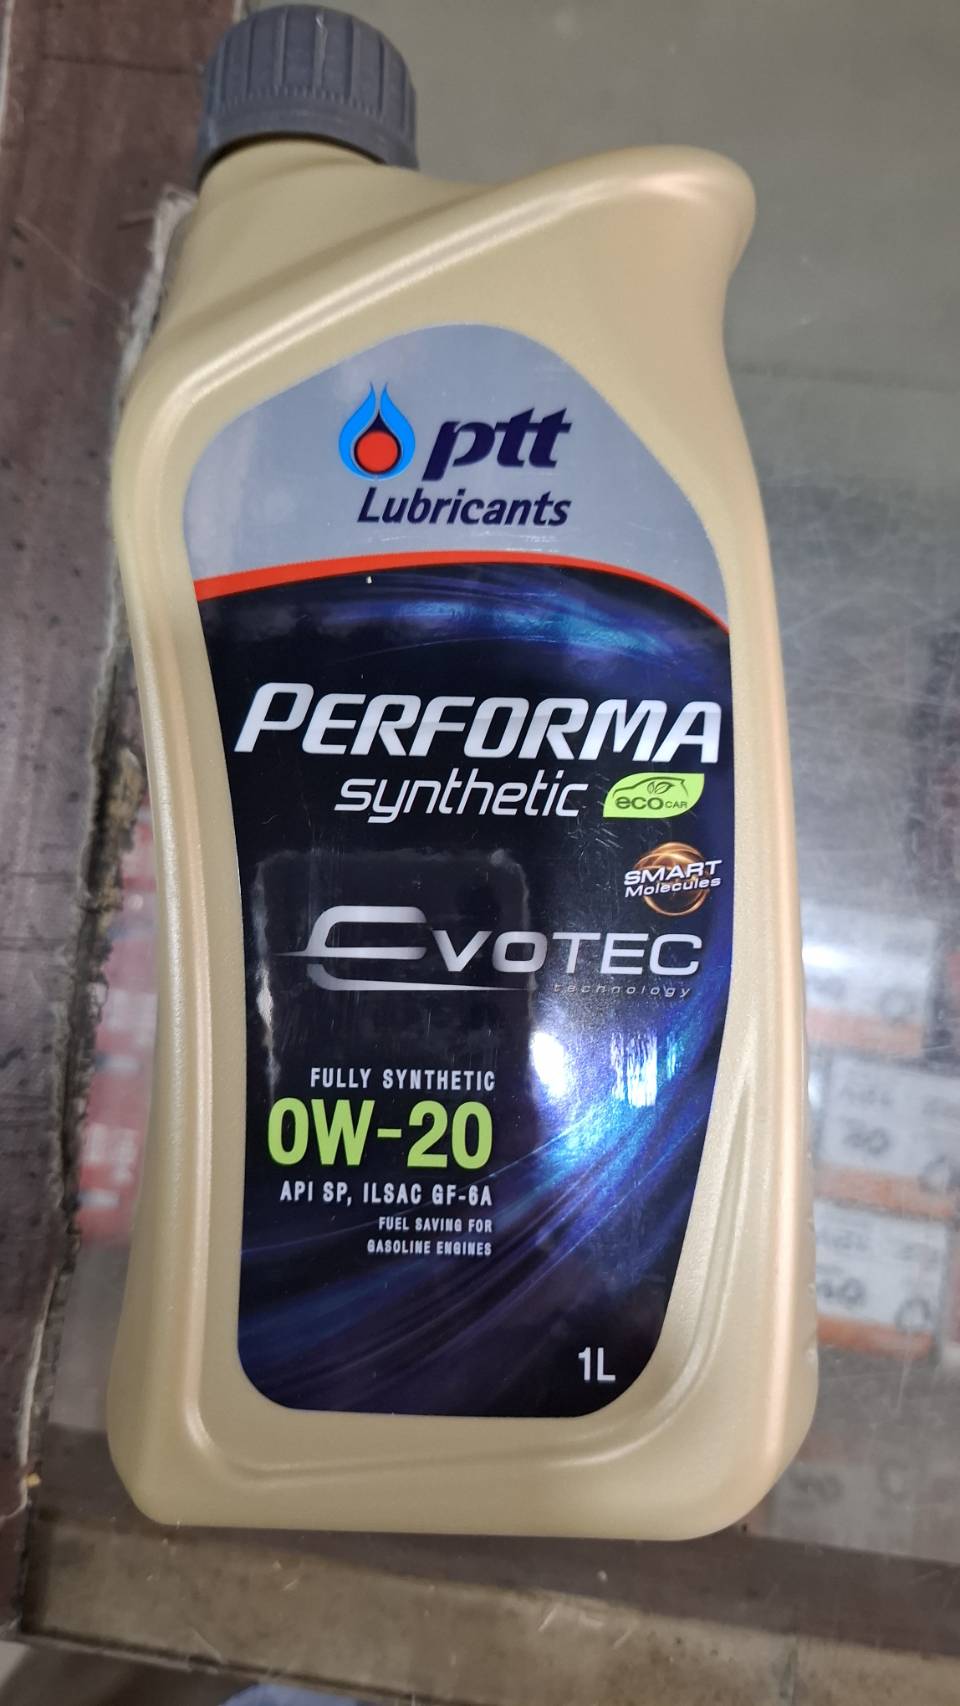 ptt
Lubricants
PERFORMA
synthetic
eco CAR
SMART
Molecules
EVOTEC
technology
FULLY SYNTHETIC
0W-20
API SP, ILSAC GF-6A
FUEL SAVING FOR
GASOLINE ENGINES
1L